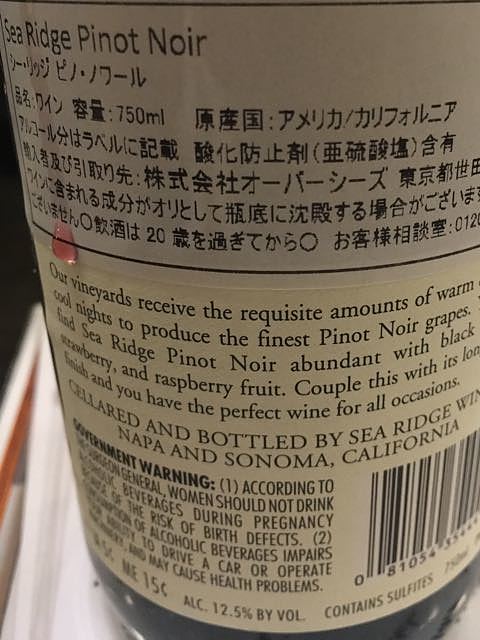 Sea Ridge Pinot Noir
シー・リッジ ピノ・ノワール
品名:ワイン 容量:750ml 原産国:アメリカ/カリフォルニア
アルコール分はラベルに記載 酸化防止剤(亜硫酸塩)含有
輸入者及び引取り先:株式会社オーバーシーズ 東京都世田
ワインに含まれる成分がオリとして瓶底に沈殿する場合がございます
ございません〇飲酒は 20 歳を過ぎてから〇 お客様相談室:0120
Our vineyards receive the requisite amounts of warm
cool nights to produce the finest Pinot Noir grapes.
find Sea Ridge Pinot Noir abundant with black
strawberry, and raspberry fruit. Couple this with its long
finish and you have the perfect wine for all occasions.
CELLARED AND BOTTLED BY SEA RIDGE WIN
NAPA AND SONOMA, CALIFORNIA
GOVERNMENT WARNING: (1) ACCORDING TO
SURGEON GENERAL, WOMEN SHOULD NOT DRINK
ALCOHOLIC BEVERAGES DURING PREGNANCY
BECAUSE OF THE RISK OF BIRTH DEFECTS. (2)
CONSUMPTION OF ALCOHOLIC BEVERAGES IMPAIRS
ABILITY TO DRIVE A CAR OR OPERATE
MACHINERY, AND MAY CAUSE HEALTH PROBLEMS.
5¢ ME 15¢
ALC. 12.5% BY VOL. CONTAINS SULFITES 750ml
0 81054